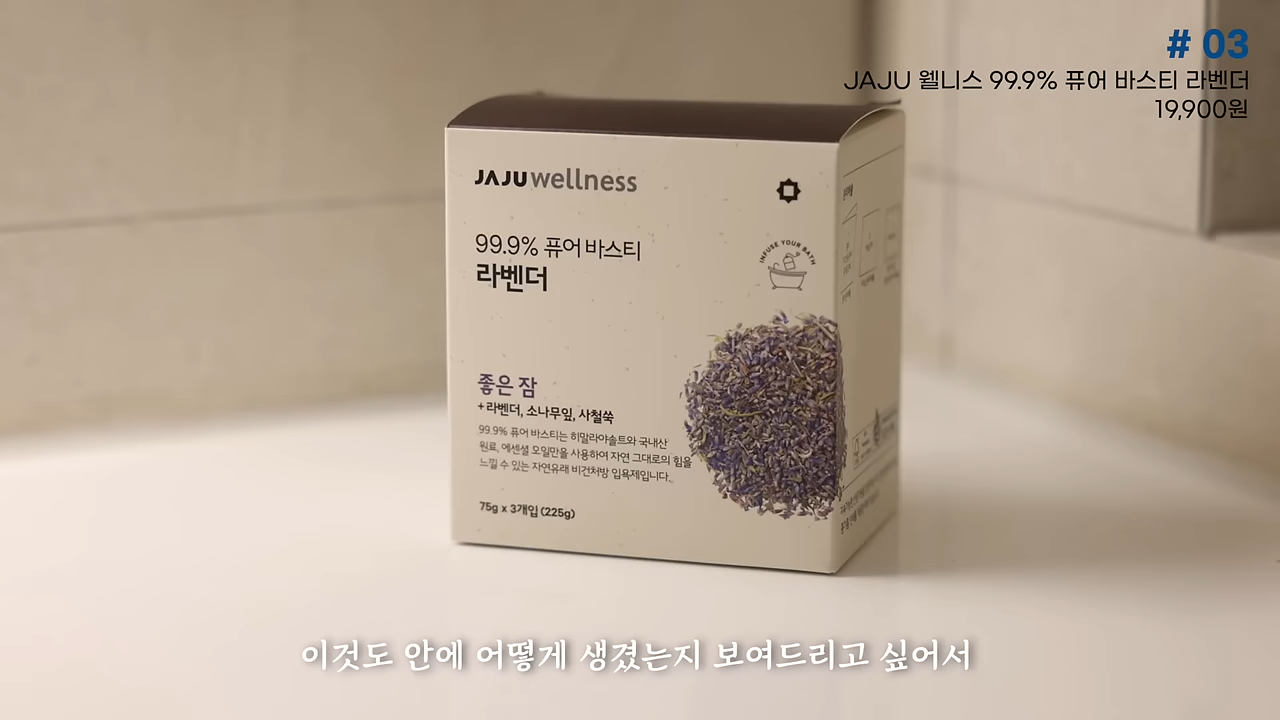 # 03
JAJU 웰니스 99.9% 퓨어 바스티 라벤더
19,900원
JAJU wellness
99.9% 퓨어 바스티
라벤더
INFUSE YOUR BATH
좋은 잠
+ 라벤더, 소나무잎, 사철쑥
99.9% 퓨어 바스티는 히말라야솔트와 국내산
원료, 에센셜 오일만을 사용하여 자연 그대로의 힘을
느낄 수 있는 자연유래 비건처방 입욕제입니다.
75g x 3개입 (225g)
이것도 안에 어떻게 생겼는지 보여드리고 싶어서